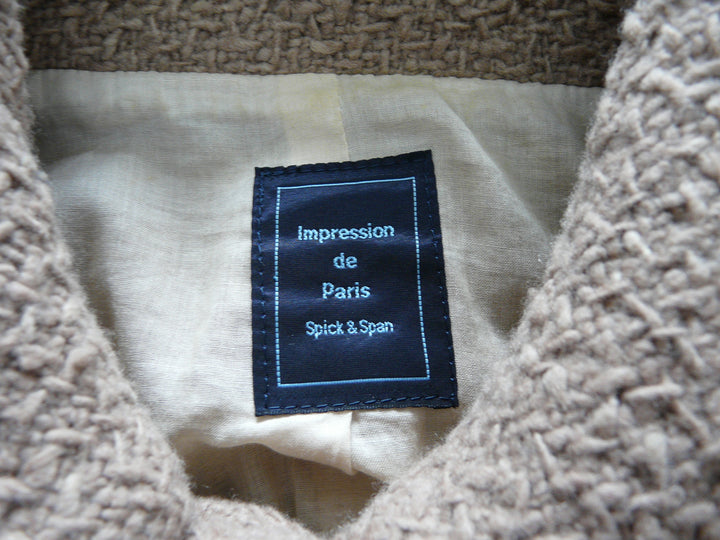 Impression
de
Paris
Spick & Span